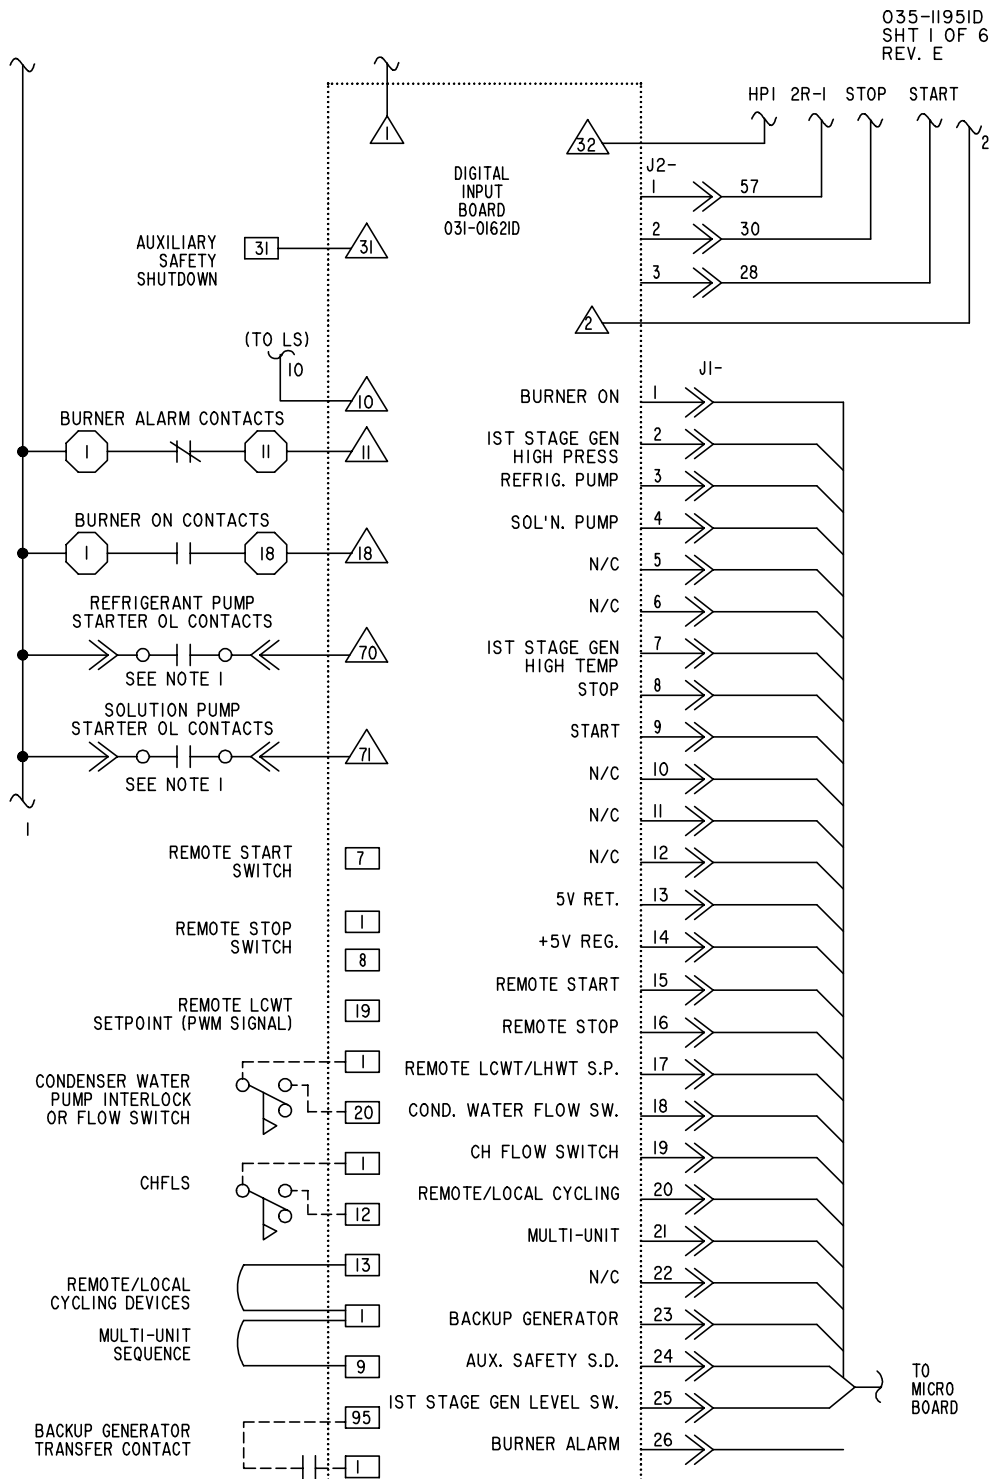 035-11951D
SHT 1 OF 6
REV. E
HP1 2R-1 STOP START
2
1
32
DIGITAL
INPUT
BOARD
031-01621D
J2-
1 57
2 30
3 28
2
AUXILIARY
SAFETY
SHUTDOWN
31
31
(TO LS)
10
10
BURNER ALARM CONTACTS
1 11 11
BURNER ON CONTACTS
1 18 18
REFRIGERANT PUMP
STARTER OL CONTACTS
70
SEE NOTE 1
SOLUTION PUMP
STARTER OL CONTACTS
71
SEE NOTE 1
1
REMOTE START
SWITCH
7
REMOTE STOP
SWITCH
1
8
REMOTE LCWT
SETPOINT (PWM SIGNAL)
19
CONDENSER WATER
PUMP INTERLOCK
OR FLOW SWITCH
1
20
CHFLS
1
12
REMOTE/LOCAL
CYCLING DEVICES
13
1
MULTI-UNIT
SEQUENCE
9
BACKUP GENERATOR
TRANSFER CONTACT
95
1
J1-
BURNER ON 1
1ST STAGE GEN 2
HIGH PRESS
REFRIG. PUMP 3
SOL'N. PUMP 4
N/C 5
N/C 6
1ST STAGE GEN 7
HIGH TEMP
STOP 8
START 9
N/C 10
N/C 11
N/C 12
5V RET. 13
+5V REG. 14
REMOTE START 15
REMOTE STOP 16
REMOTE LCWT/LHWT S.P. 17
COND. WATER FLOW SW. 18
CH FLOW SWITCH 19
REMOTE/LOCAL CYCLING 20
MULTI-UNIT 21
N/C 22
BACKUP GENERATOR 23
AUX. SAFETY S.D. 24
1ST STAGE GEN LEVEL SW. 25
BURNER ALARM 26
TO
MICRO
BOARD